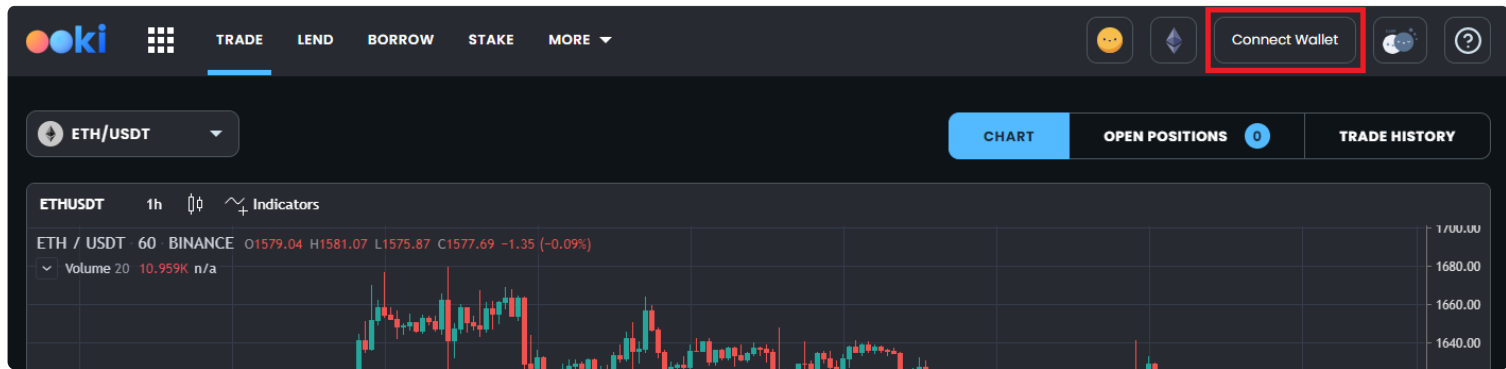 ooki TRADE LEND BORROW STAKE MORE Connect Wallet ?
ETH/USDT CHART OPEN POSITIONS 0 TRADE HISTORY
ETHUSDT 1h Indicators
ETH / USDT · 60 · BINANCE O1579.04 H1581.07 L1575.87 C1577.69 −1.35 (−0.09%)
1700.00
Volume 20 10.959K n/a
1680.00
1660.00
1640.00